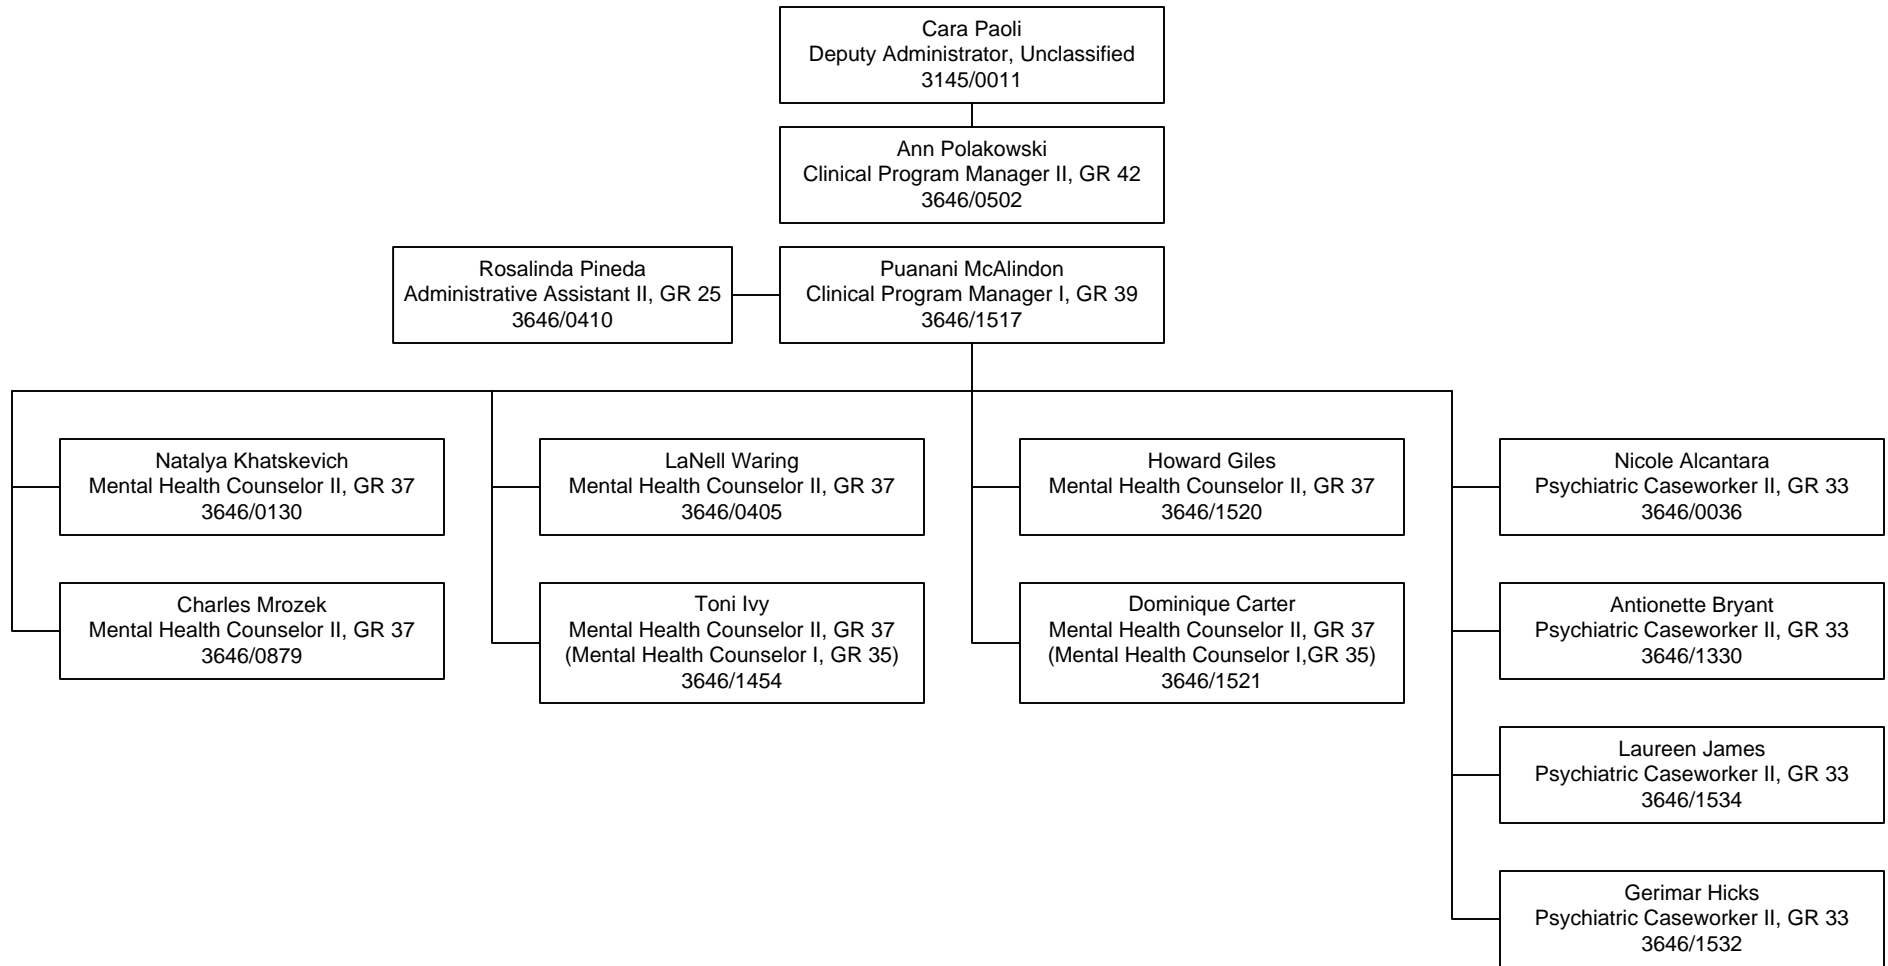 Cara Paoli
Deputy Administrator, Unclassified
3145/0011
Ann Polakowski
Clinical Program Manager II, GR 42
3646/0502
Rosalinda Pineda
Administrative Assistant II, GR 25
3646/0410
Puanani McAlindon
Clinical Program Manager I, GR 39
3646/1517
Natalya Khatskevich
Mental Health Counselor II, GR 37
3646/0130
LaNell Waring
Mental Health Counselor II, GR 37
3646/0405
Howard Giles
Mental Health Counselor II, GR 37
3646/1520
Nicole Alcantara
Psychiatric Caseworker II, GR 33
3646/0036
Charles Mrozek
Mental Health Counselor II, GR 37
3646/0879
Toni Ivy
Mental Health Counselor II, GR 37
(Mental Health Counselor I, GR 35)
3646/1454
Dominique Carter
Mental Health Counselor II, GR 37
(Mental Health Counselor I,GR 35)
3646/1521
Antionette Bryant
Psychiatric Caseworker II, GR 33
3646/1330
Laureen James
Psychiatric Caseworker II, GR 33
3646/1534
Gerimar Hicks
Psychiatric Caseworker II, GR 33
3646/1532